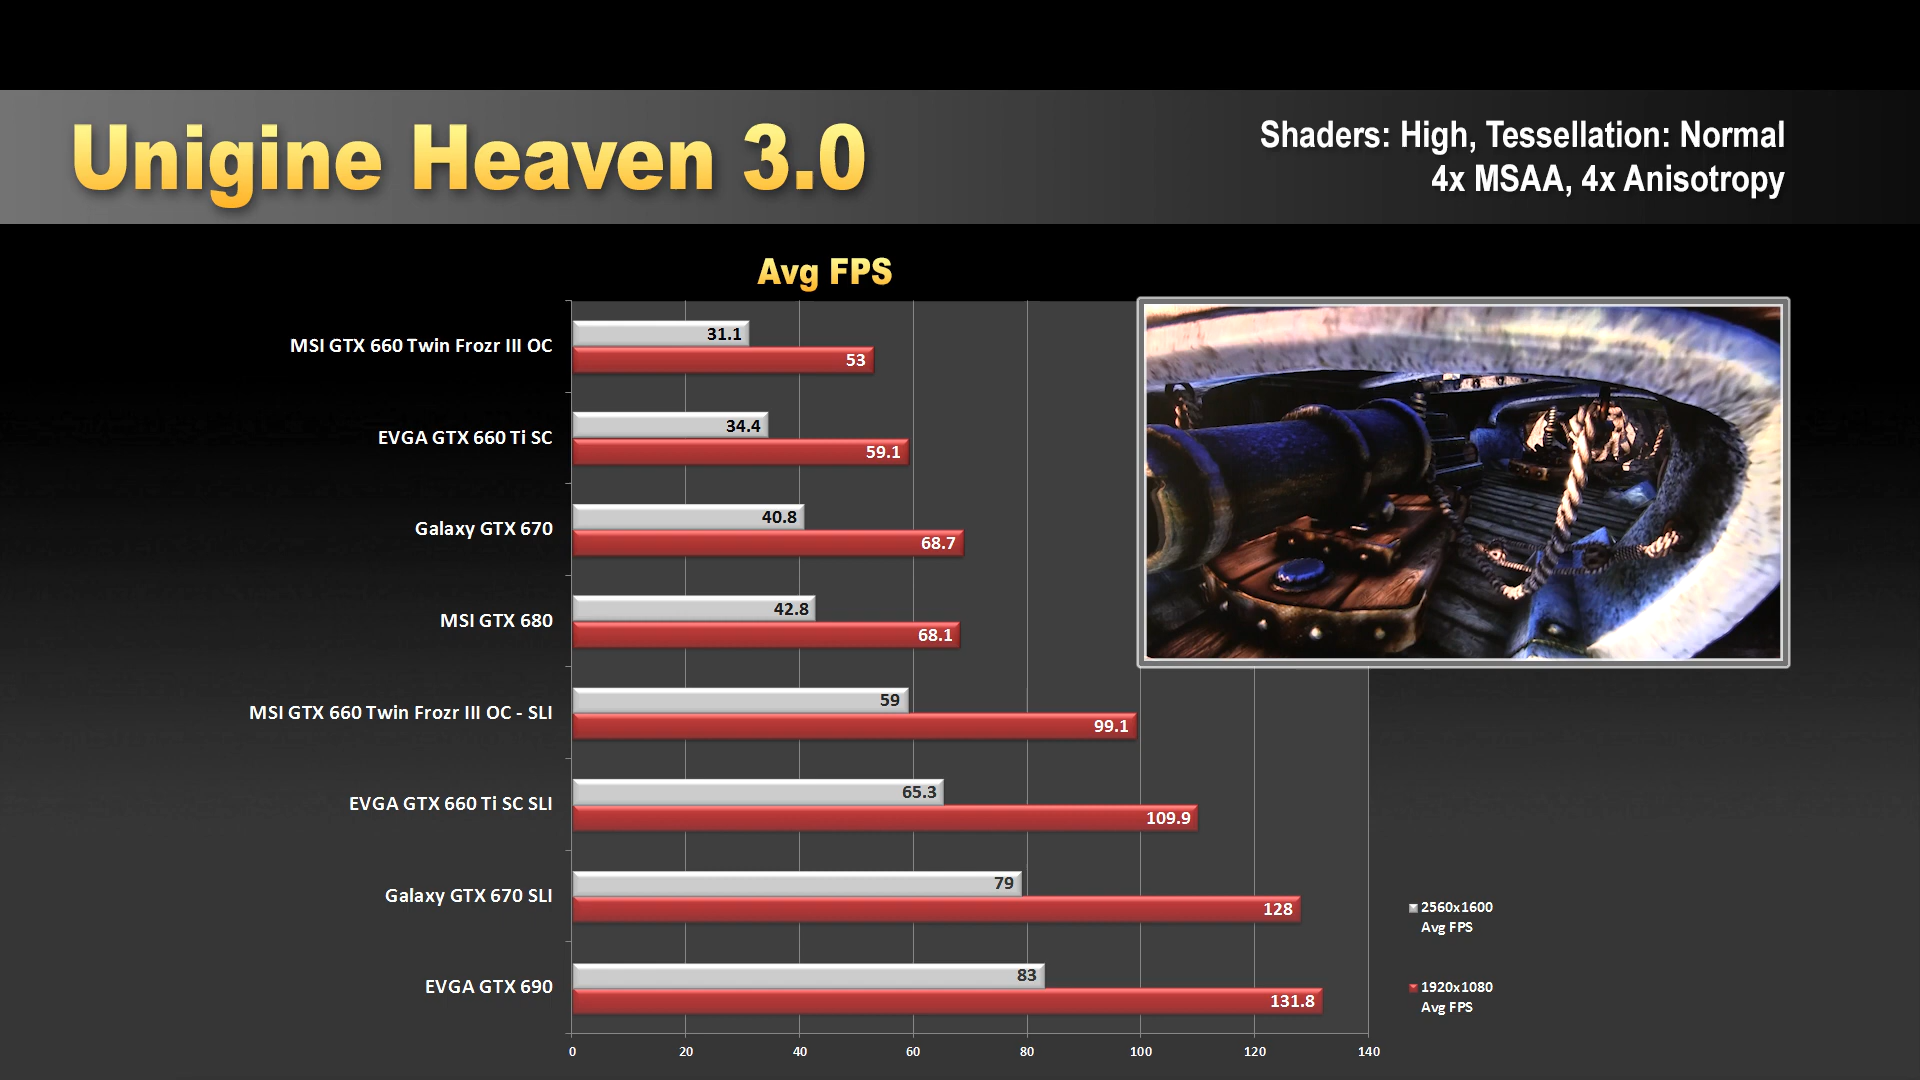 Unigine Heaven 3.0
Shaders: High, Tessellation: Normal
4x MSAA, 4x Anisotropy
Avg FPS
MSI GTX 660 Twin Frozr III OC
31.1
53
EVGA GTX 660 Ti SC
34.4
59.1
Galaxy GTX 670
40.8
68.7
MSI GTX 680
42.8
68.1
MSI GTX 660 Twin Frozr III OC - SLI
59
99.1
EVGA GTX 660 Ti SC SLI
65.3
109.9
Galaxy GTX 670 SLI
79
128
EVGA GTX 690
83
131.8
0 20 40 60 80 100 120 140
2560x1600
Avg FPS
1920x1080
Avg FPS